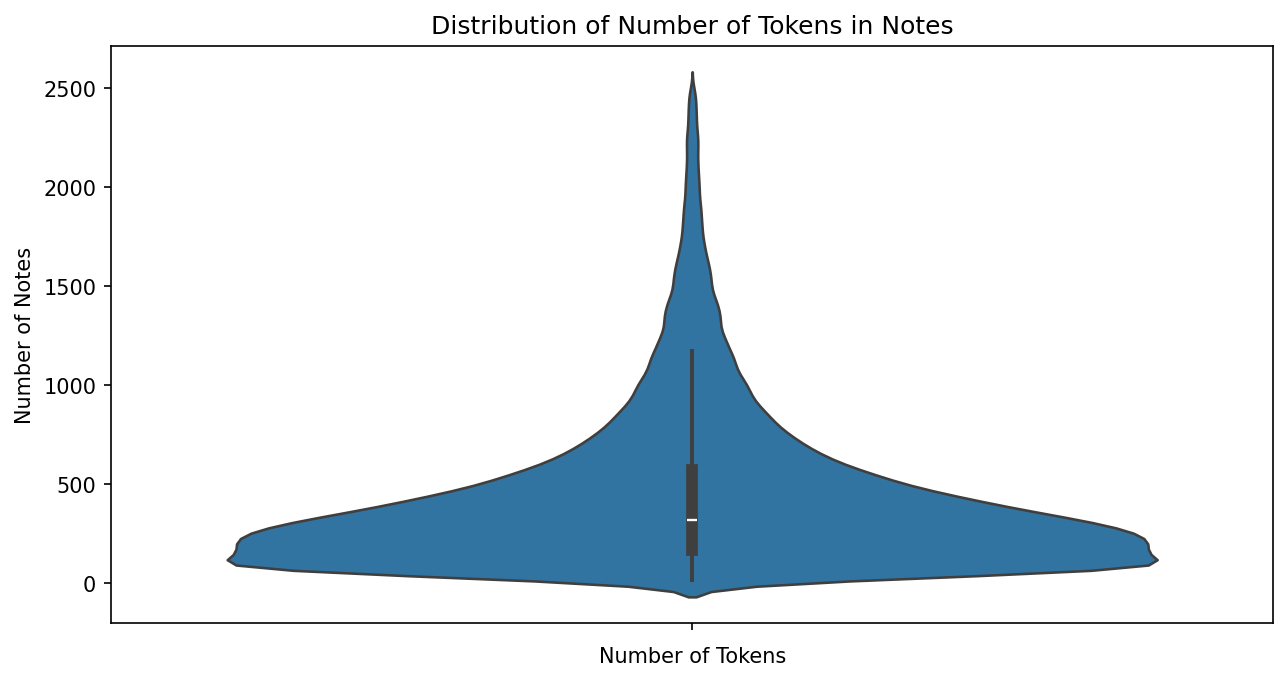 Distribution of Number of Tokens in Notes
Number of Notes
2500
2000
1500
1000
500
0
Number of Tokens